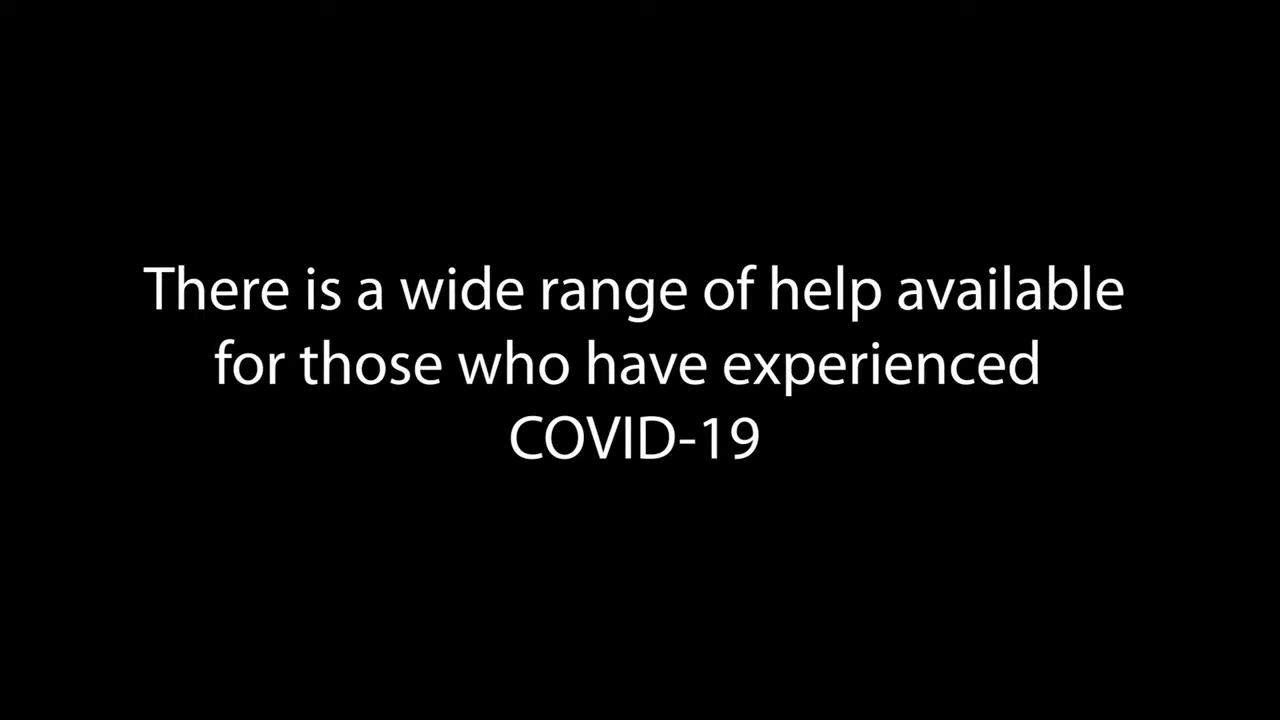 There is a wide range of help available
for those who have experienced
COVID-19